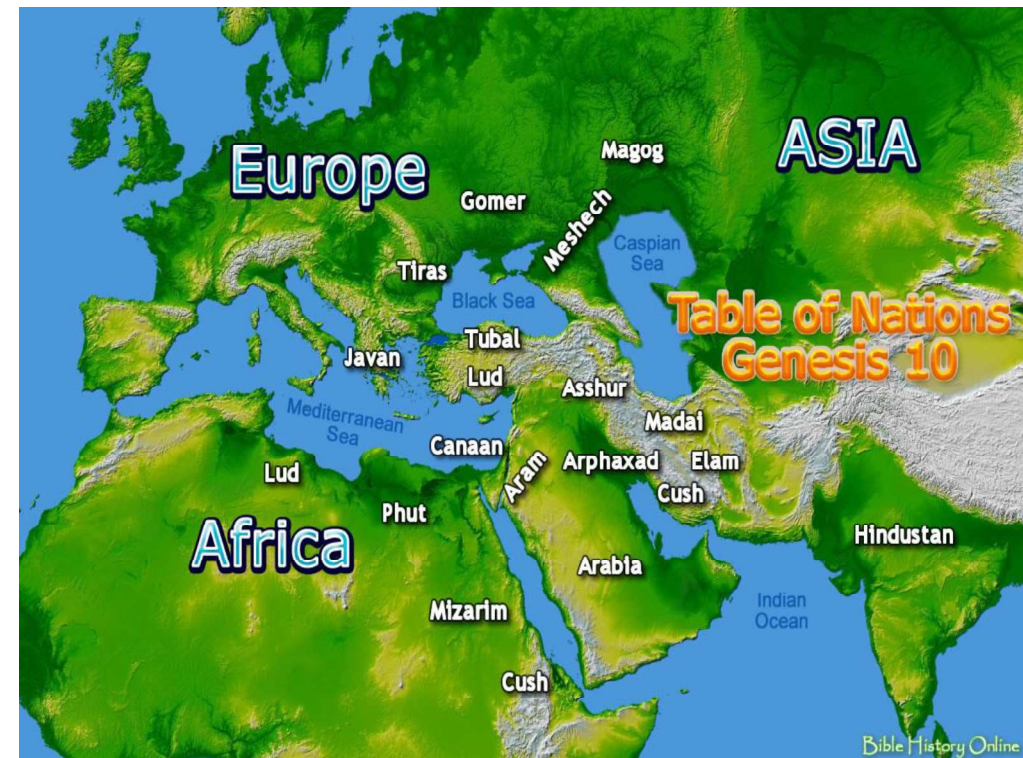 Europe
ASIA
Magog
Gomer
Meshech
Caspian
Sea
Tiras
Black Sea
Table of Nations
Genesis 10
Tubal
Javan
Lud
Asshur
Mediterranean
Sea
Madai
Canaan
Aram
Arphaxad
Elam
Lud
Cush
Phut
Africa
Hindustan
Arabia
Mizarim
Indian
Ocean
Cush
Bible History Online